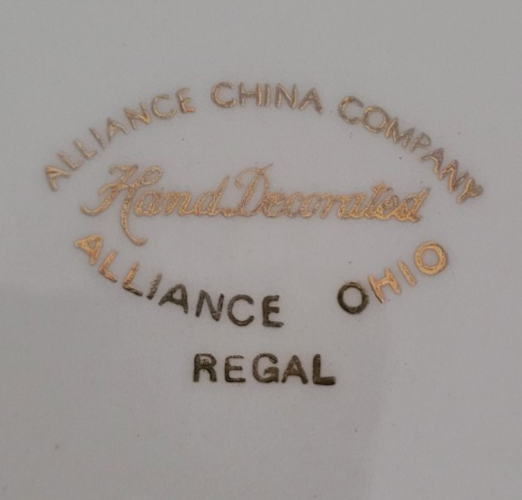 ALLIANCE CHINA COMPANY
Hand Decorated
ALLIANCE OHIO
REGAL